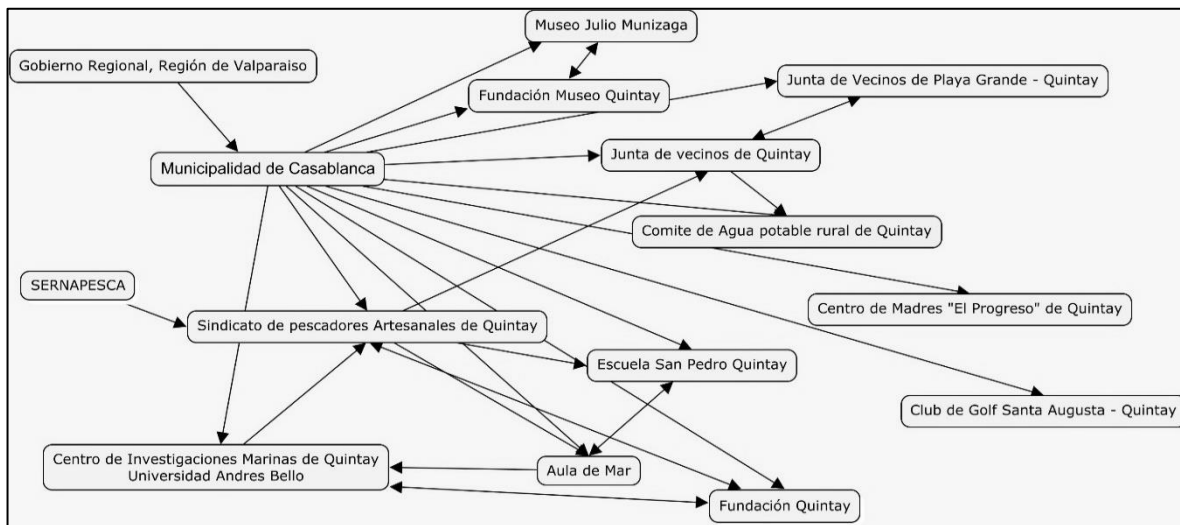 Museo Julio Munizaga
Gobierno Regional, Región de Valparaiso
Junta de Vecinos de Playa Grande - Quintay
Fundación Museo Quintay
Junta de vecinos de Quintay
Municipalidad de Casablanca
Comite de Agua potable rural de Quintay
SERNAPESCA
Centro de Madres "El Progreso" de Quintay
Sindicato de pescadores Artesanales de Quintay
Escuela San Pedro Quintay
Club de Golf Santa Augusta - Quintay
Centro de Investigaciones Marinas de Quintay
Universidad Andres Bello
Aula de Mar
Fundación Quintay